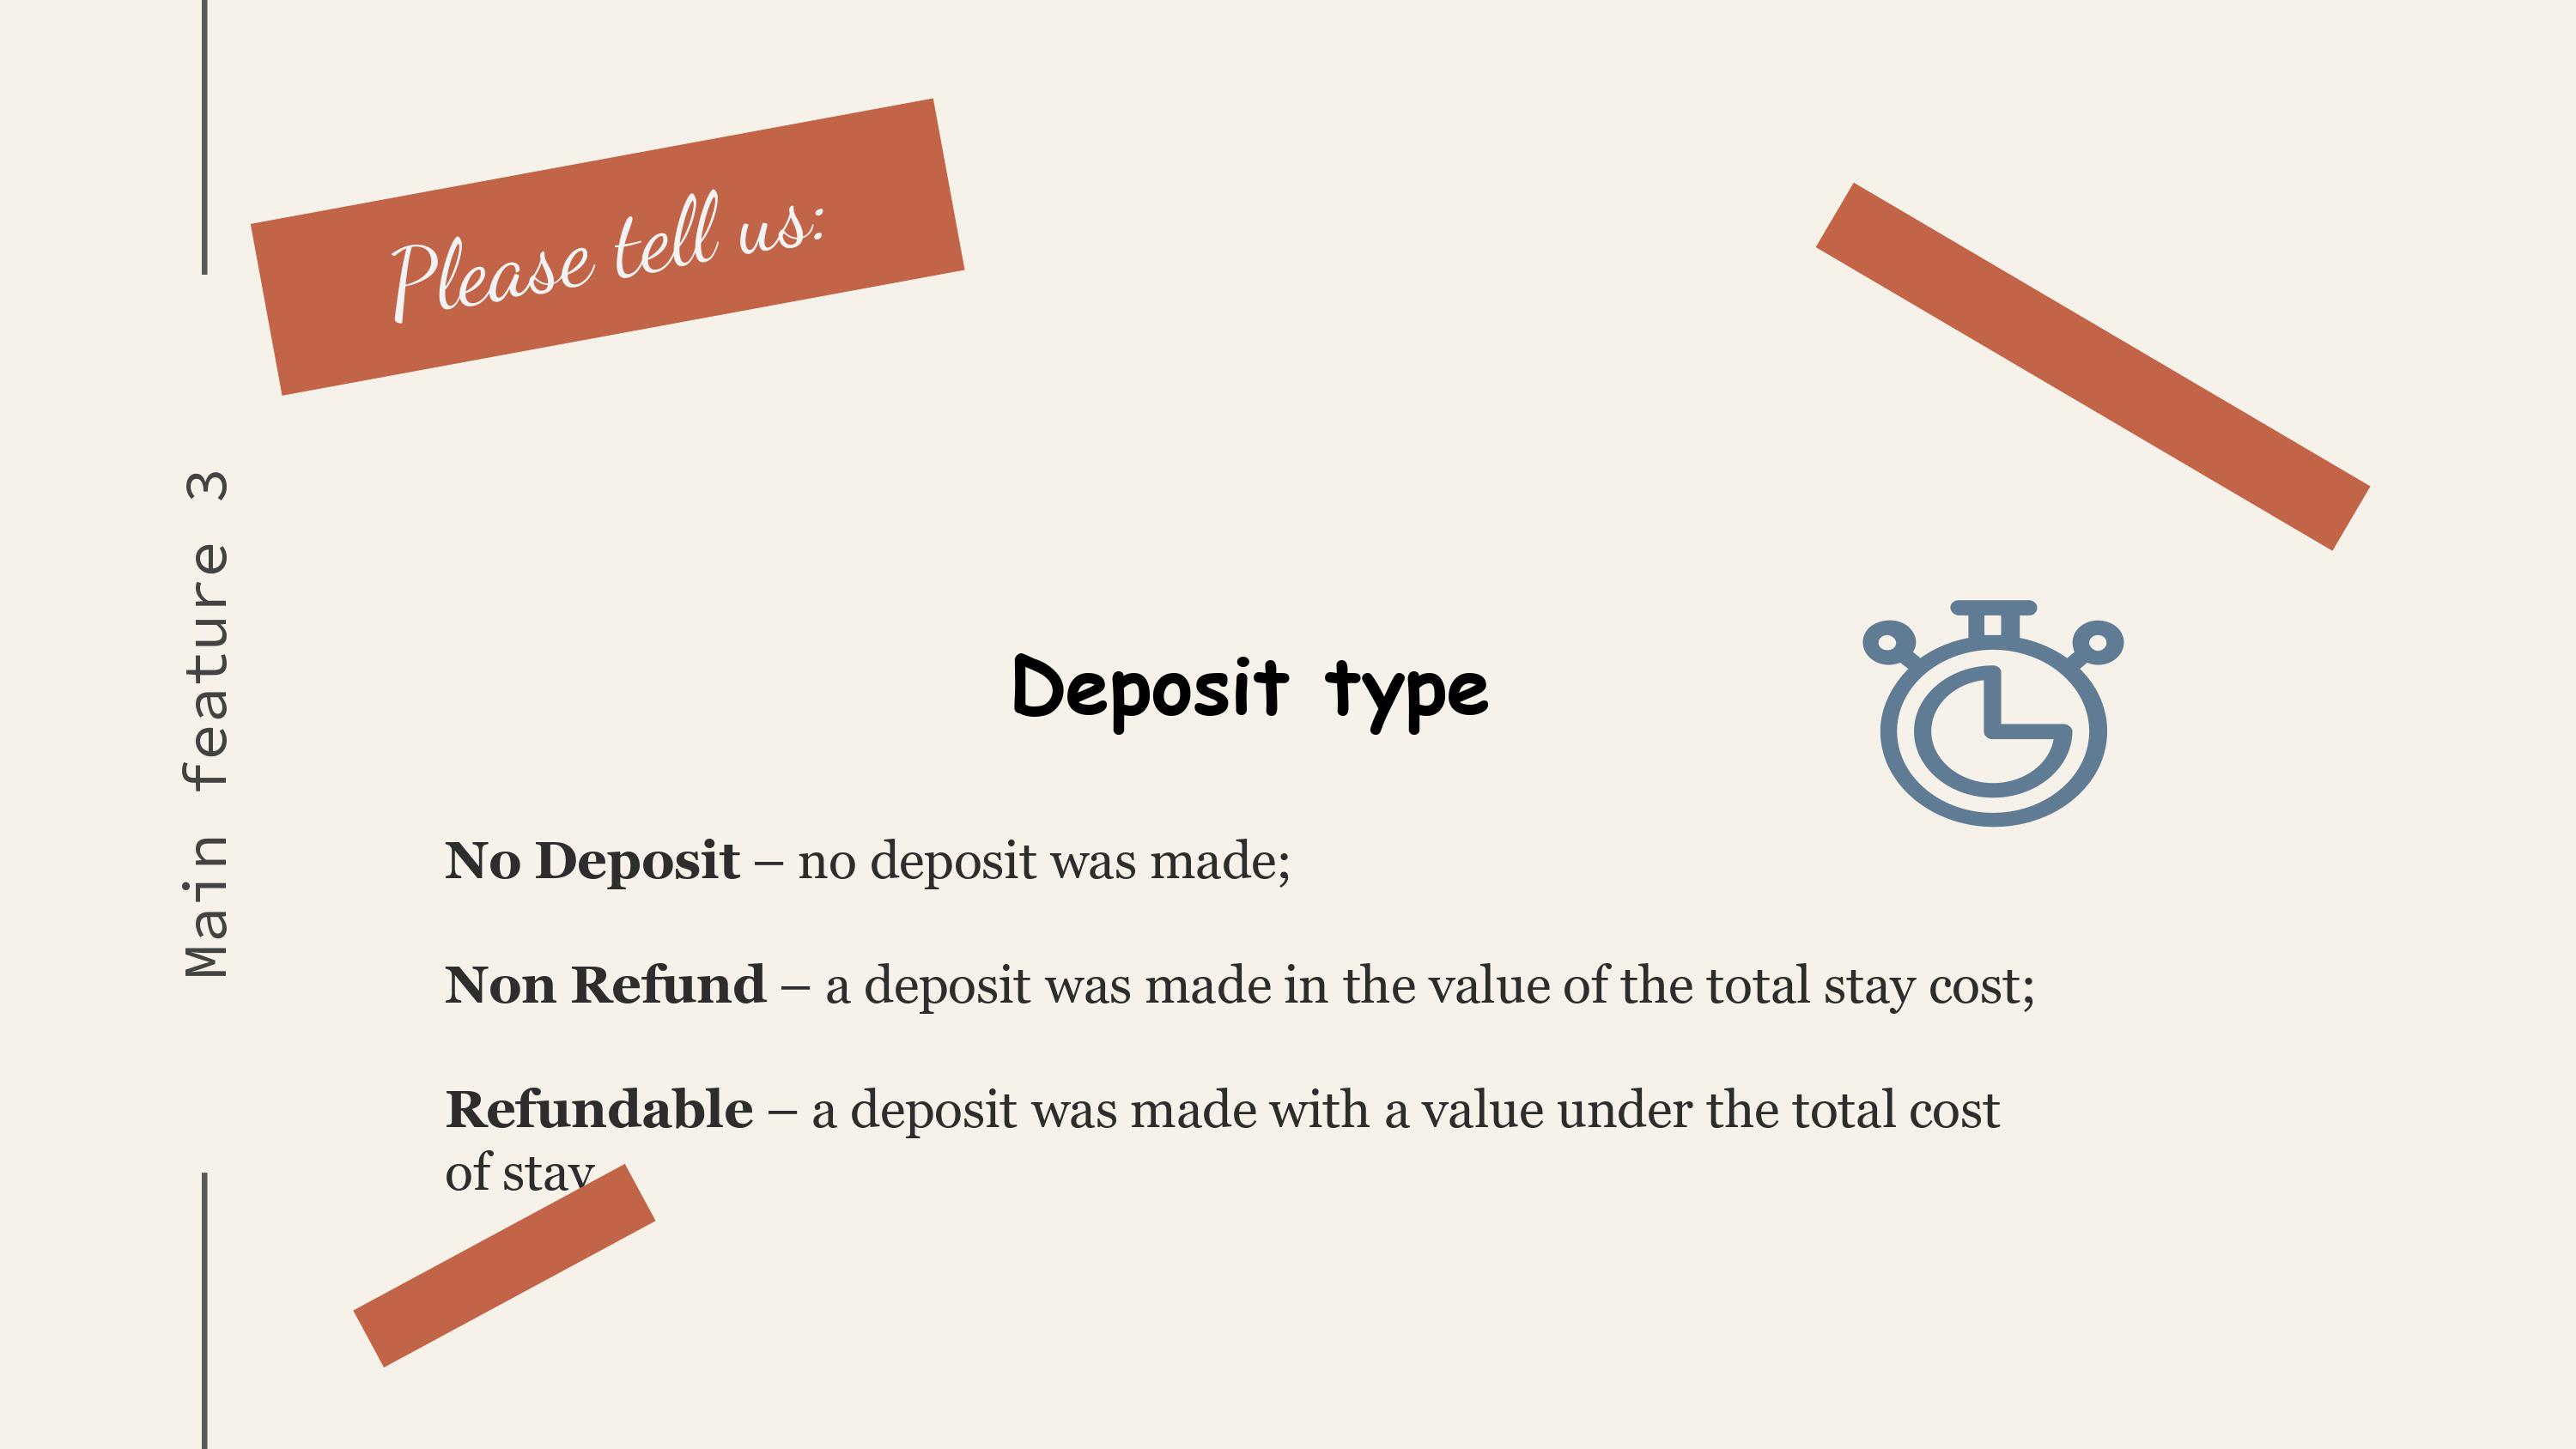 Please tell us:
Main feature 3
Deposit type
No Deposit – no deposit was made;
Non Refund – a deposit was made in the value of the total stay cost;
Refundable – a deposit was made with a value under the total cost
of stay